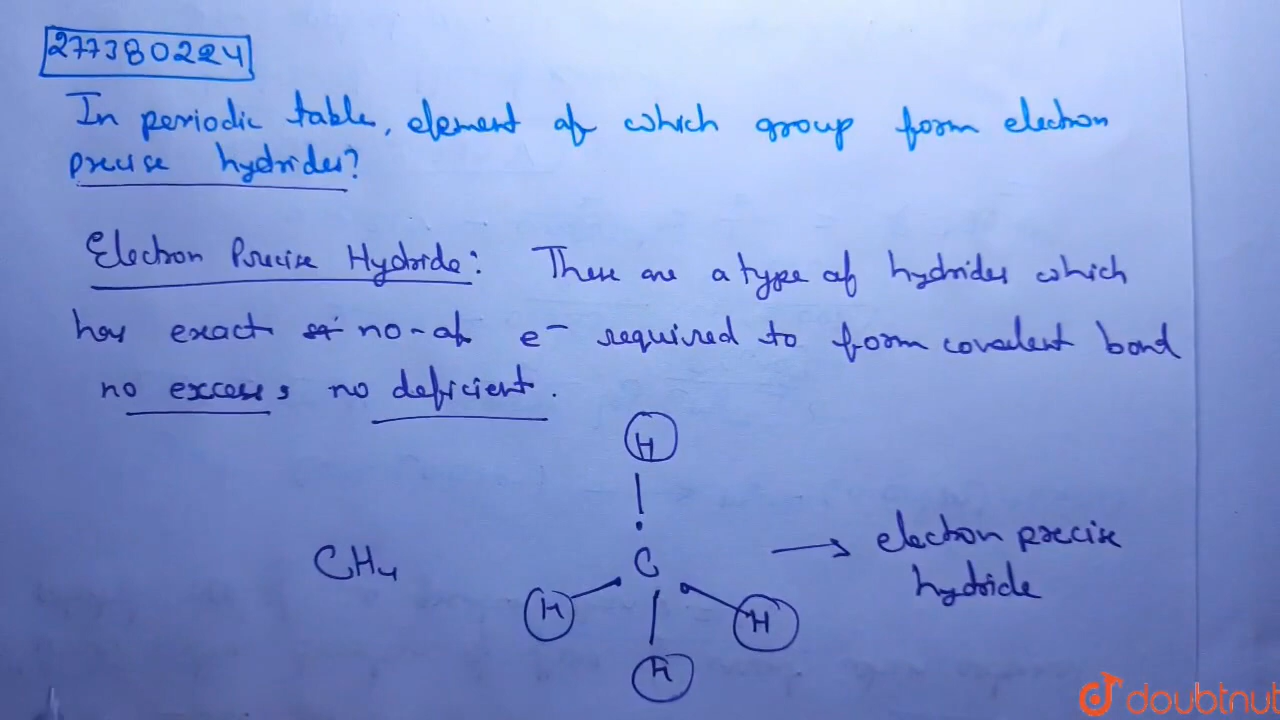 277380224
In periodic table, element of which group form electron
precise hydrides?
Electron Precise Hydride: These are a type of hydrides which
has exact no-of e⁻ required to form covalent bond
no excess, no deficient.
H
CH₄ C → electron precise
hydride
H H
H
doubtnut